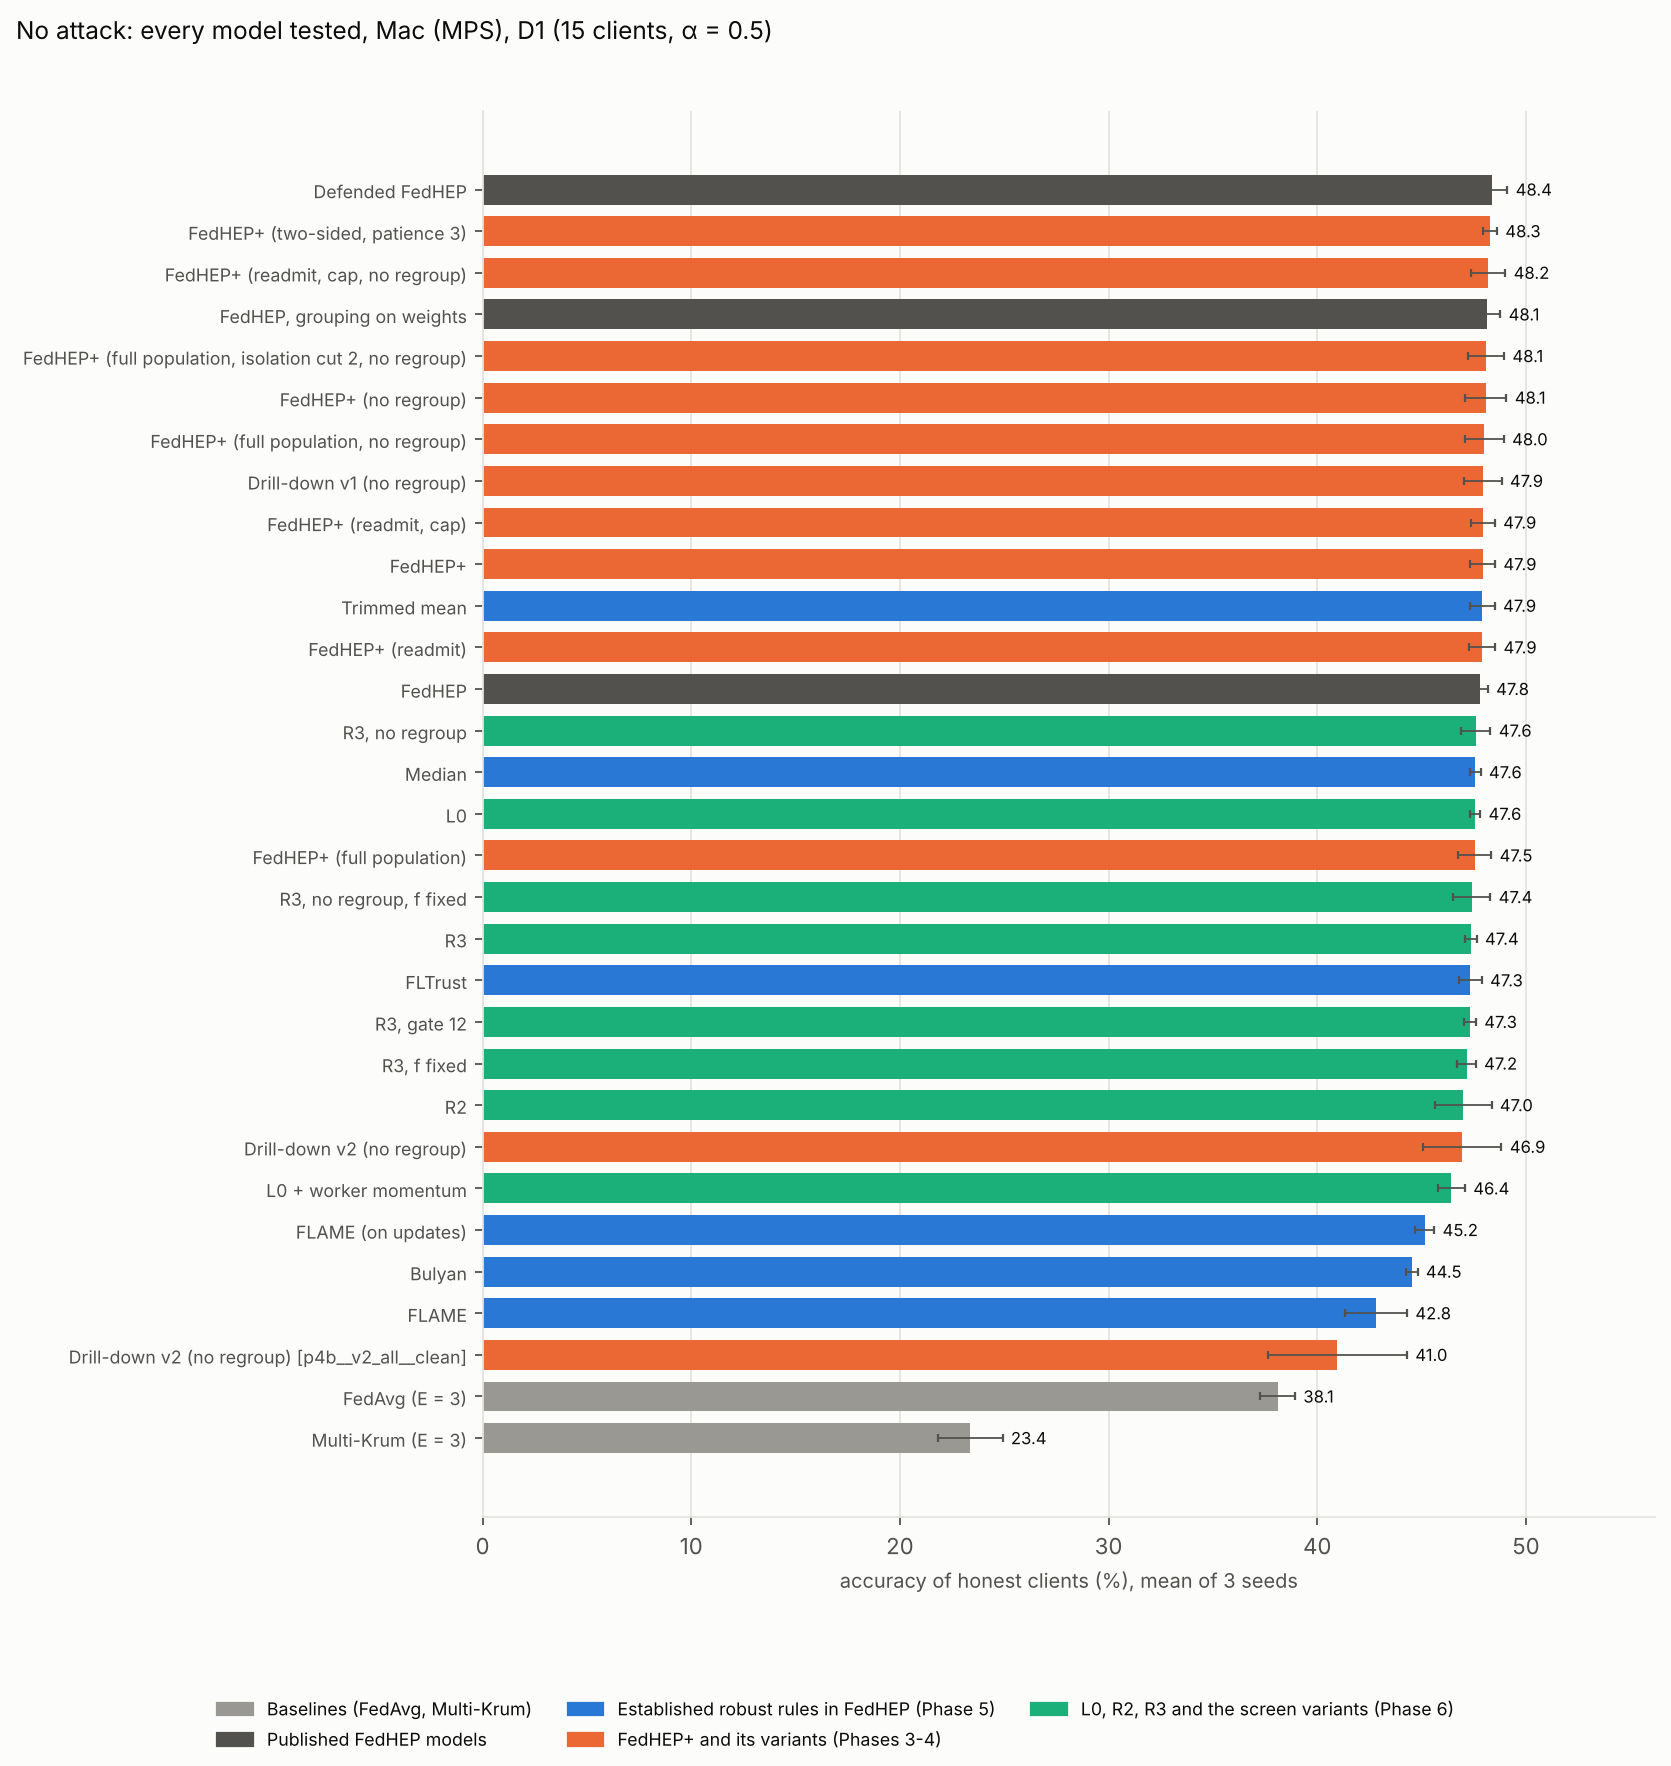 No attack: every model tested, Mac (MPS), D1 (15 clients, α = 0.5)
Defended FedHEP 48.4
FedHEP+ (two-sided, patience 3) 48.3
FedHEP+ (readmit, cap, no regroup) 48.2
FedHEP, grouping on weights 48.1
FedHEP+ (full population, isolation cut 2, no regroup) 48.1
FedHEP+ (no regroup) 48.1
FedHEP+ (full population, no regroup) 48.0
Drill-down v1 (no regroup) 47.9
FedHEP+ (readmit, cap) 47.9
FedHEP+ 47.9
Trimmed mean 47.9
FedHEP+ (readmit) 47.9
FedHEP 47.8
R3, no regroup 47.6
Median 47.6
L0 47.6
FedHEP+ (full population) 47.5
R3, no regroup, f fixed 47.4
R3 47.4
FLTrust 47.3
R3, gate 12 47.3
R3, f fixed 47.2
R2 47.0
Drill-down v2 (no regroup) 46.9
L0 + worker momentum 46.4
FLAME (on updates) 45.2
Bulyan 44.5
FLAME 42.8
Drill-down v2 (no regroup) [p4b__v2_all__clean] 41.0
FedAvg (E = 3) 38.1
Multi-Krum (E = 3) 23.4
0 10 20 30 40 50
accuracy of honest clients (%), mean of 3 seeds
Baselines (FedAvg, Multi-Krum) Established robust rules in FedHEP (Phase 5) L0, R2, R3 and the screen variants (Phase 6)
Published FedHEP models FedHEP+ and its variants (Phases 3-4)